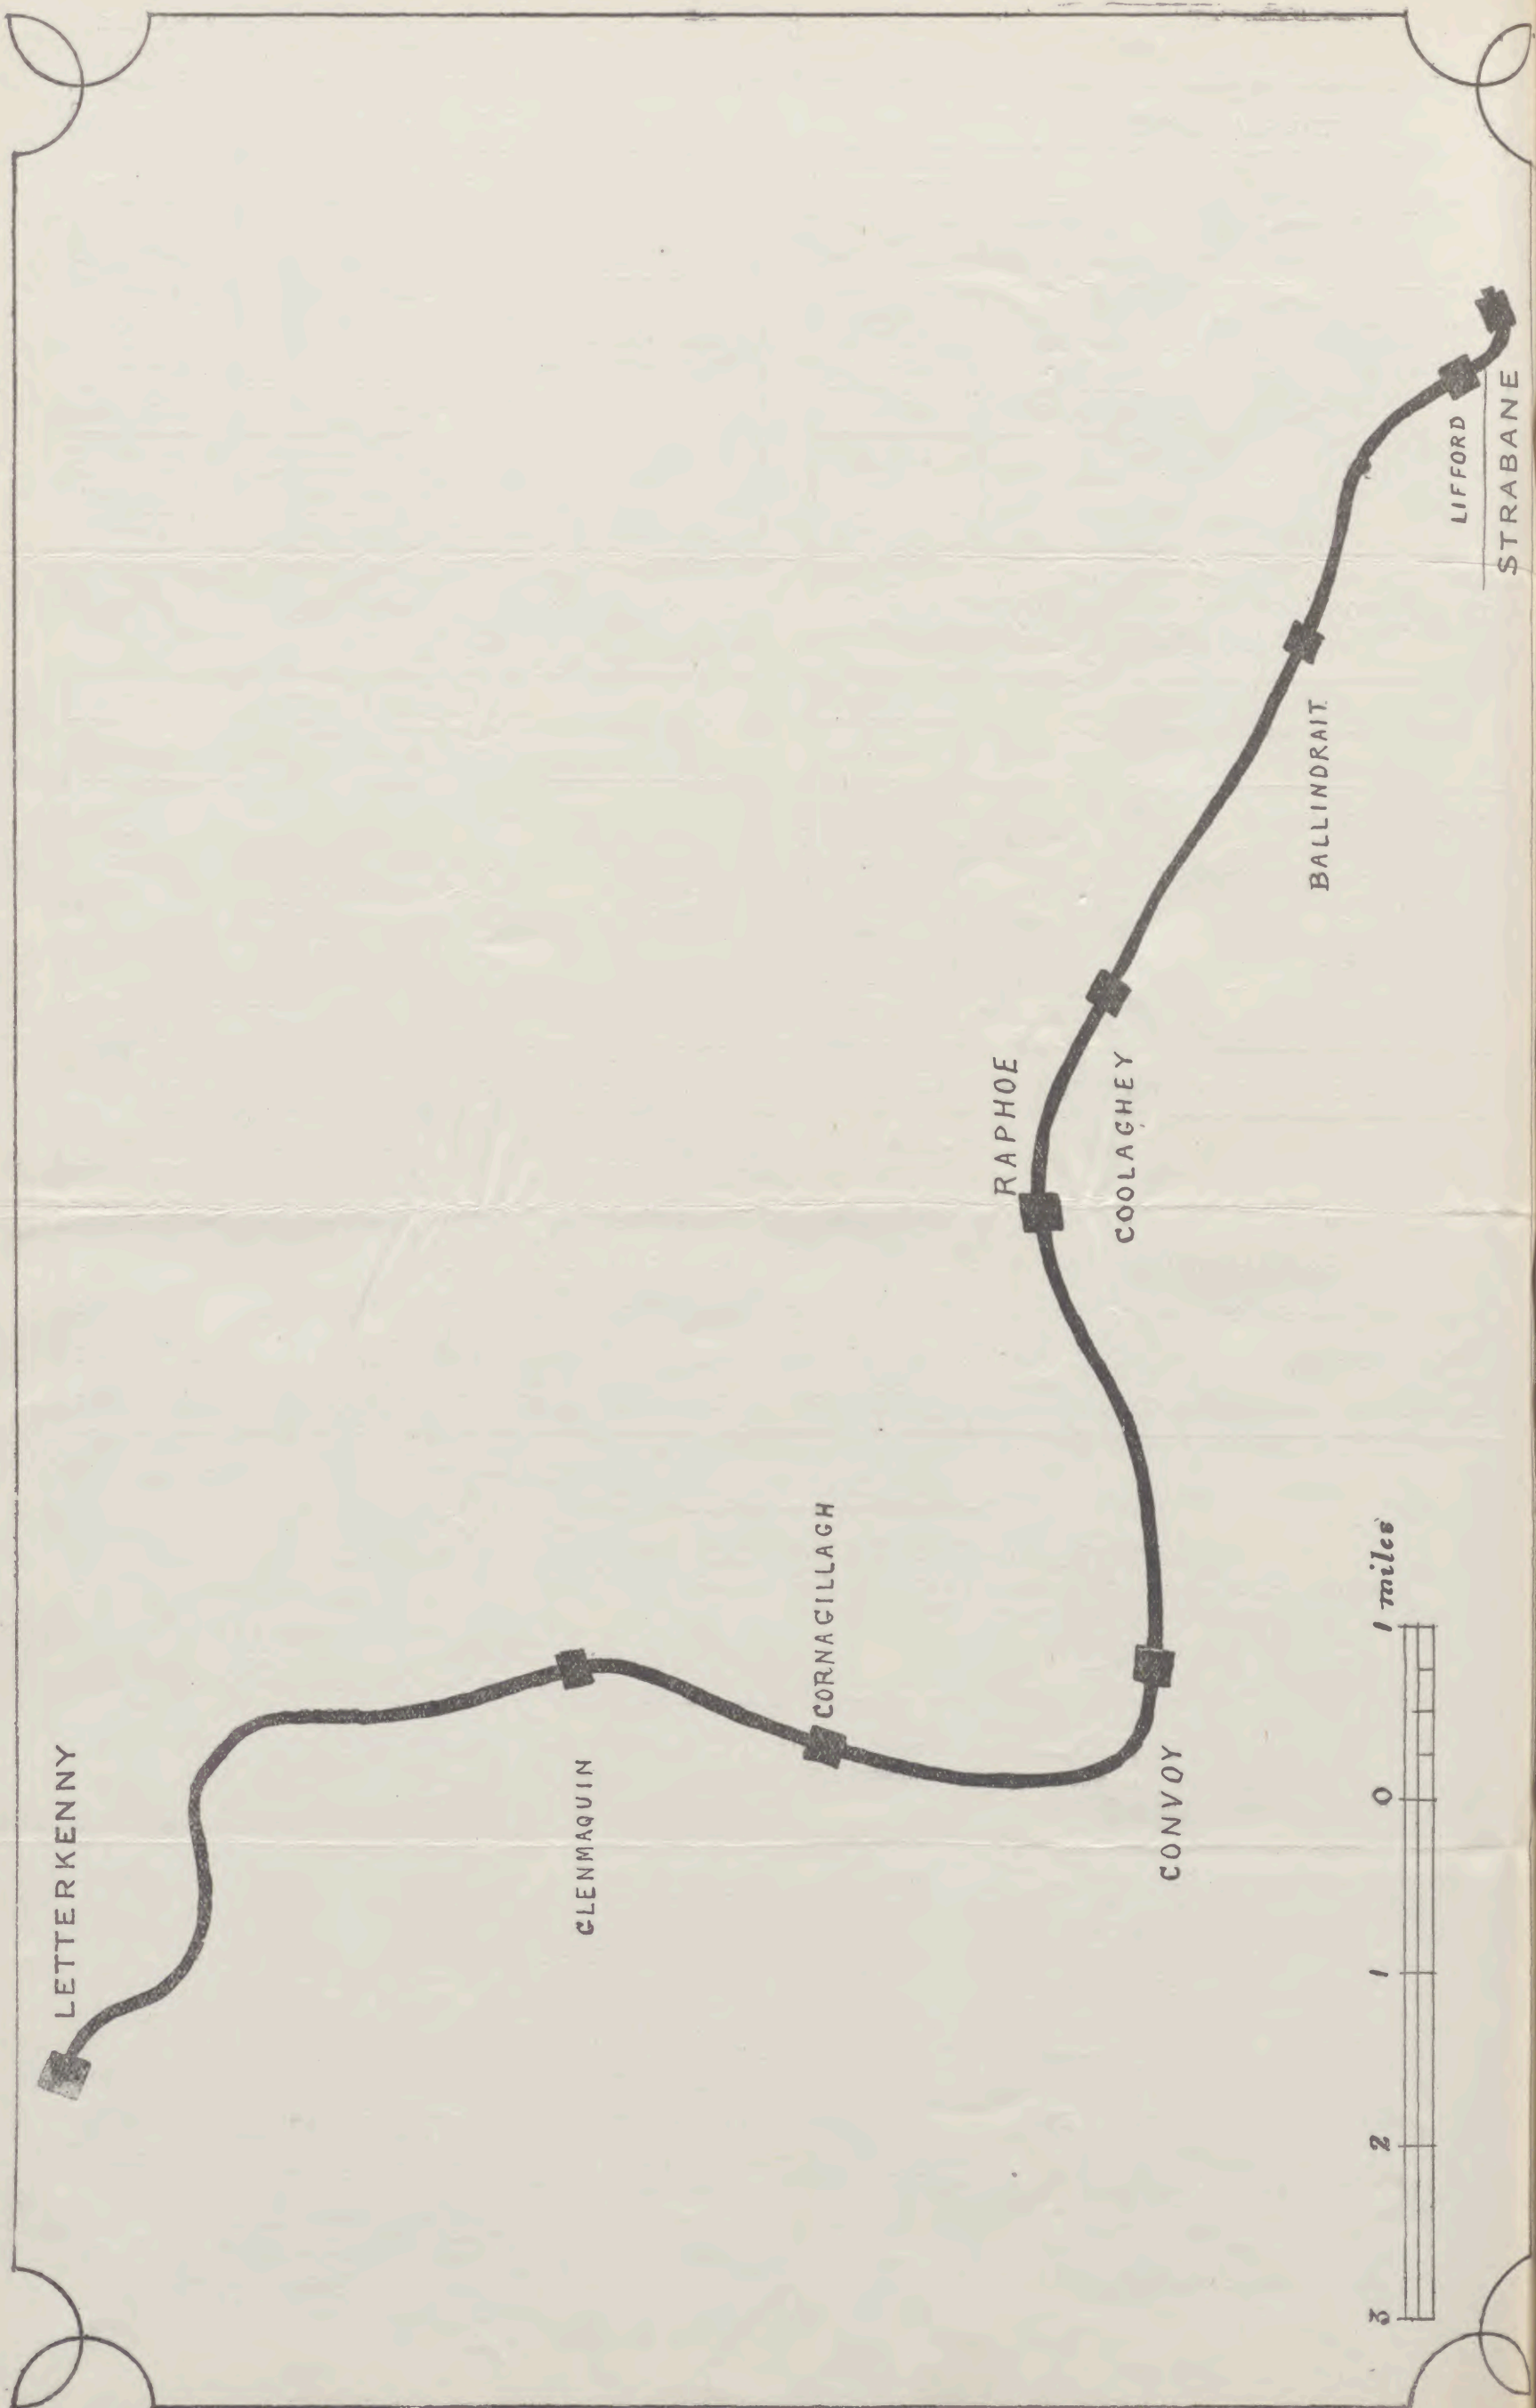 LETTERKENNY
GLENMAQUIN
CORNAGILLAGH
CONVOY
RAPHOE
COOLAGHEY
BALLINDRAIT
LIFFORD
STRABANE
3 2 1 0 1 miles